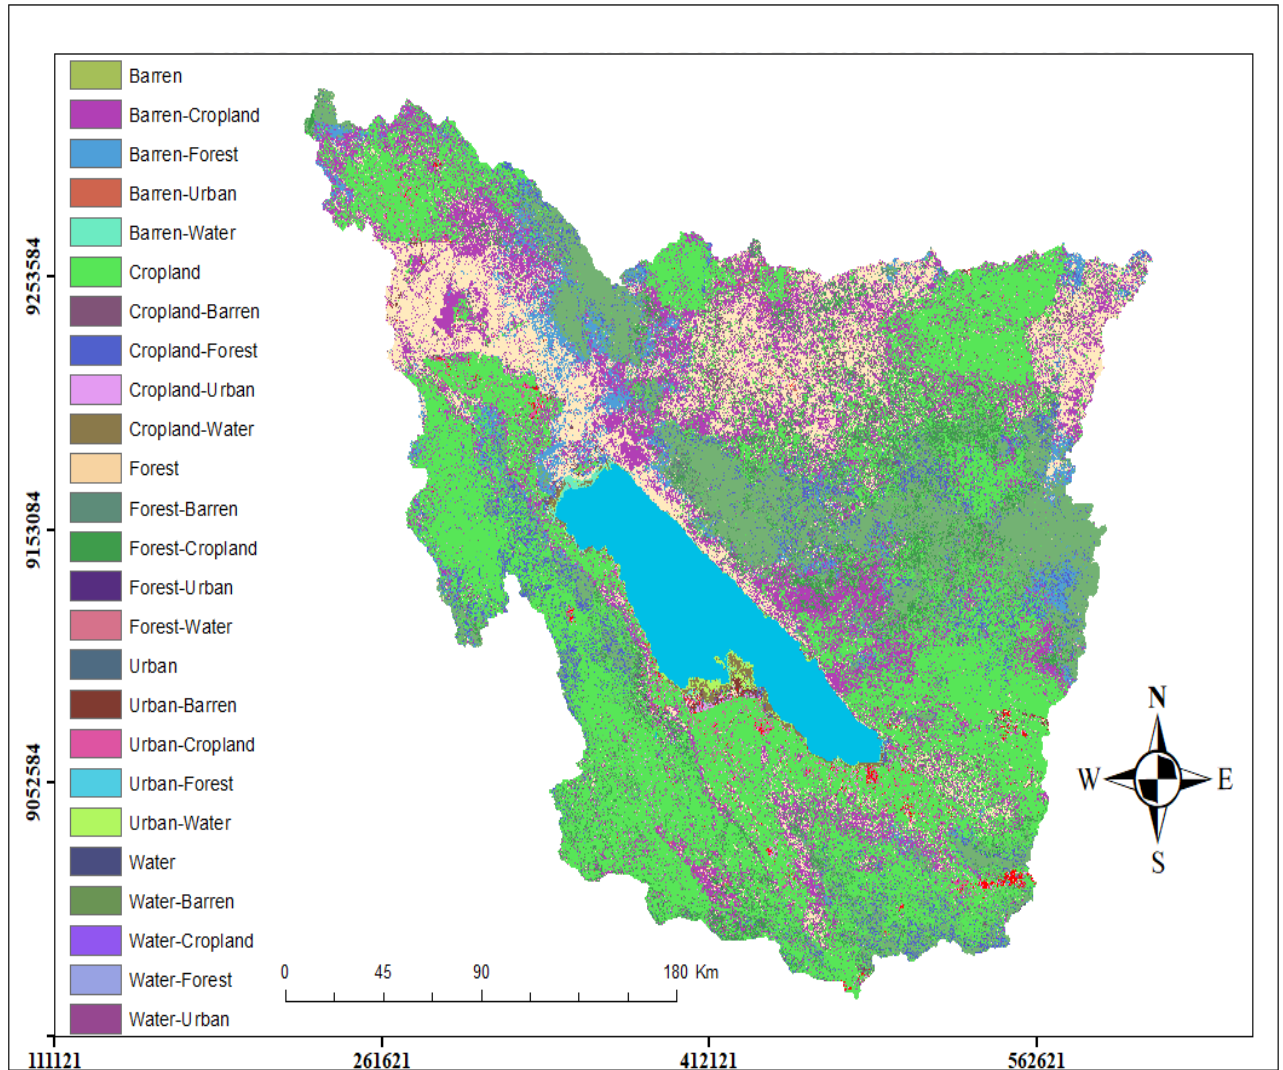 Barren
Barren-Cropland
Barren-Forest
Barren-Urban
Barren-Water
Cropland
Cropland-Barren
Cropland-Forest
Cropland-Urban
Cropland-Water
Forest
Forest-Barren
Forest-Cropland
Forest-Urban
Forest-Water
Urban
Urban-Barren
Urban-Cropland
Urban-Forest
Urban-Water
Water
Water-Barren
Water-Cropland
Water-Forest
Water-Urban
9253584
9153084
9052584
N
W E
S
0 45 90 180 Km
111121 261621 412121 562621